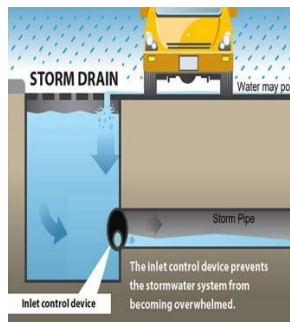 STORM DRAIN
Water may po
Storm Pipe
The inlet control device prevents
the stormwater system from
becoming overwhelmed.
Inlet control device